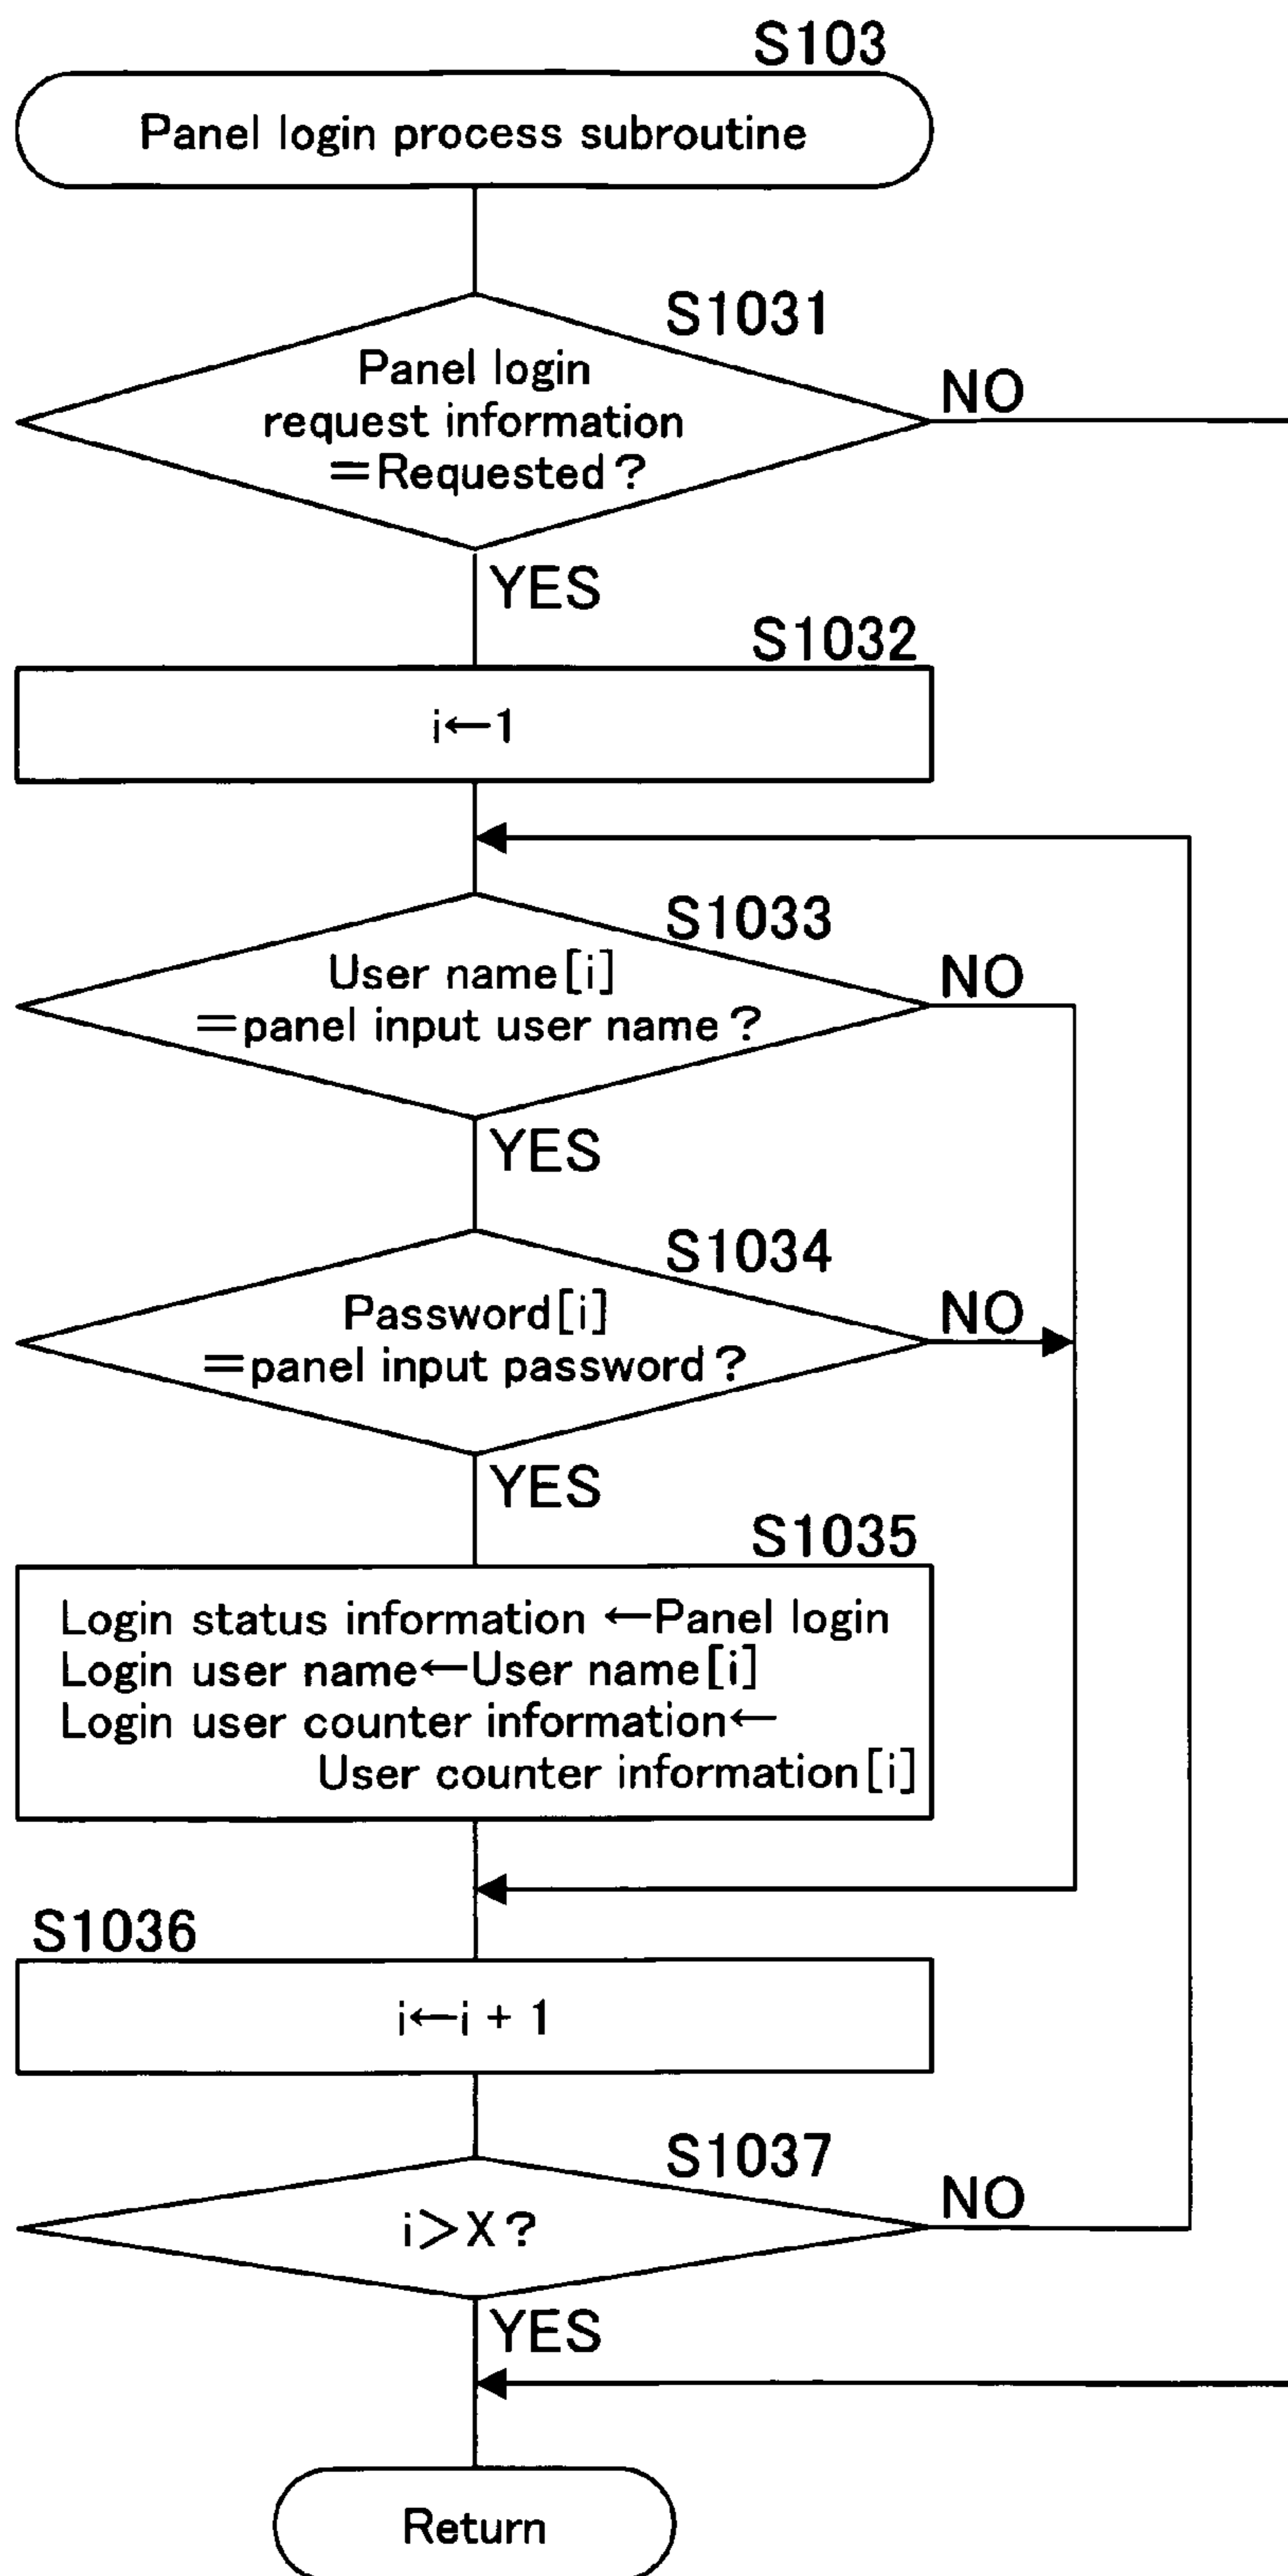 S103
Panel login process subroutine
S1031
Panel login
request information
=Requested?
NO
YES
S1032
i←1
S1033
User name[i]
=panel input user name?
NO
YES
S1034
Password[i]
=panel input password?
NO
YES
S1035
Login status information ←Panel login
Login user name←User name[i]
Login user counter information←
User counter information[i]
S1036
i←i + 1
S1037
i>X?
NO
YES
Return